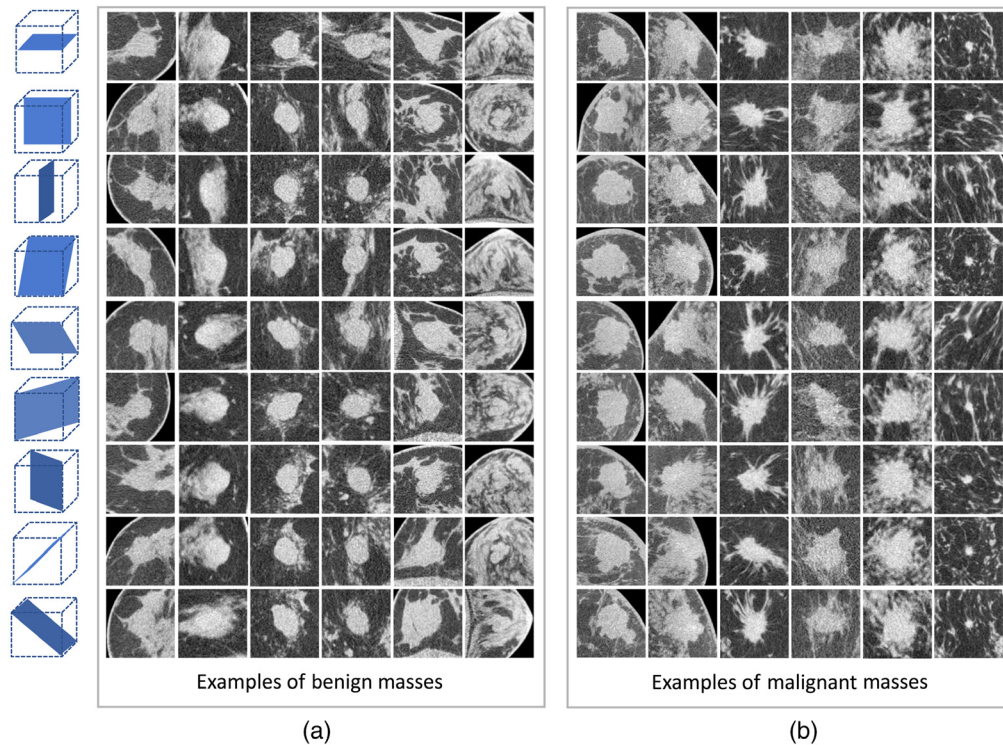 Examples of benign masses
Examples of malignant masses
(a)
(b)